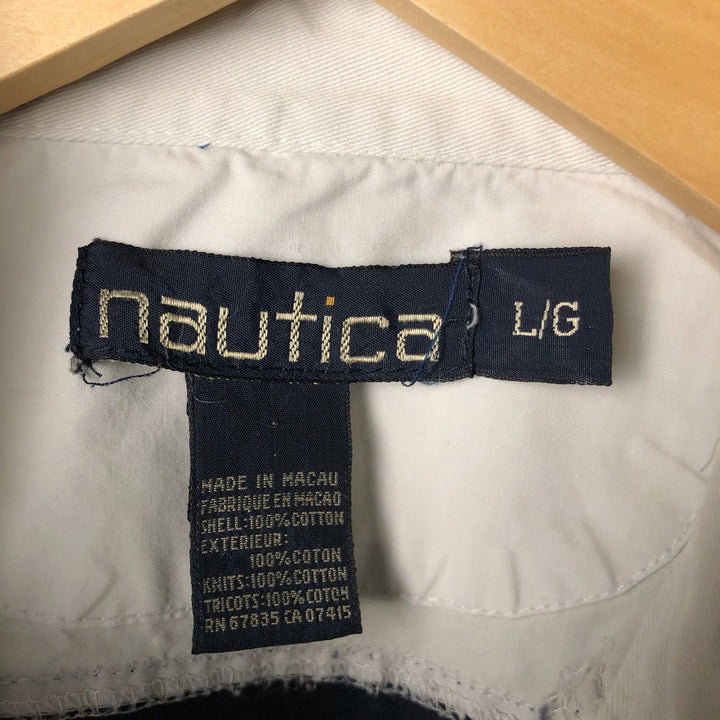 nautica
L/G
MADE IN MACAU
FABRIQUE EN MACAO
SHELL:100%COTTON
EXTERIEUR:
100%COTON
KNITS:100%COTTON
TRICOTS:100%COTON
RN 67835 CA 07415